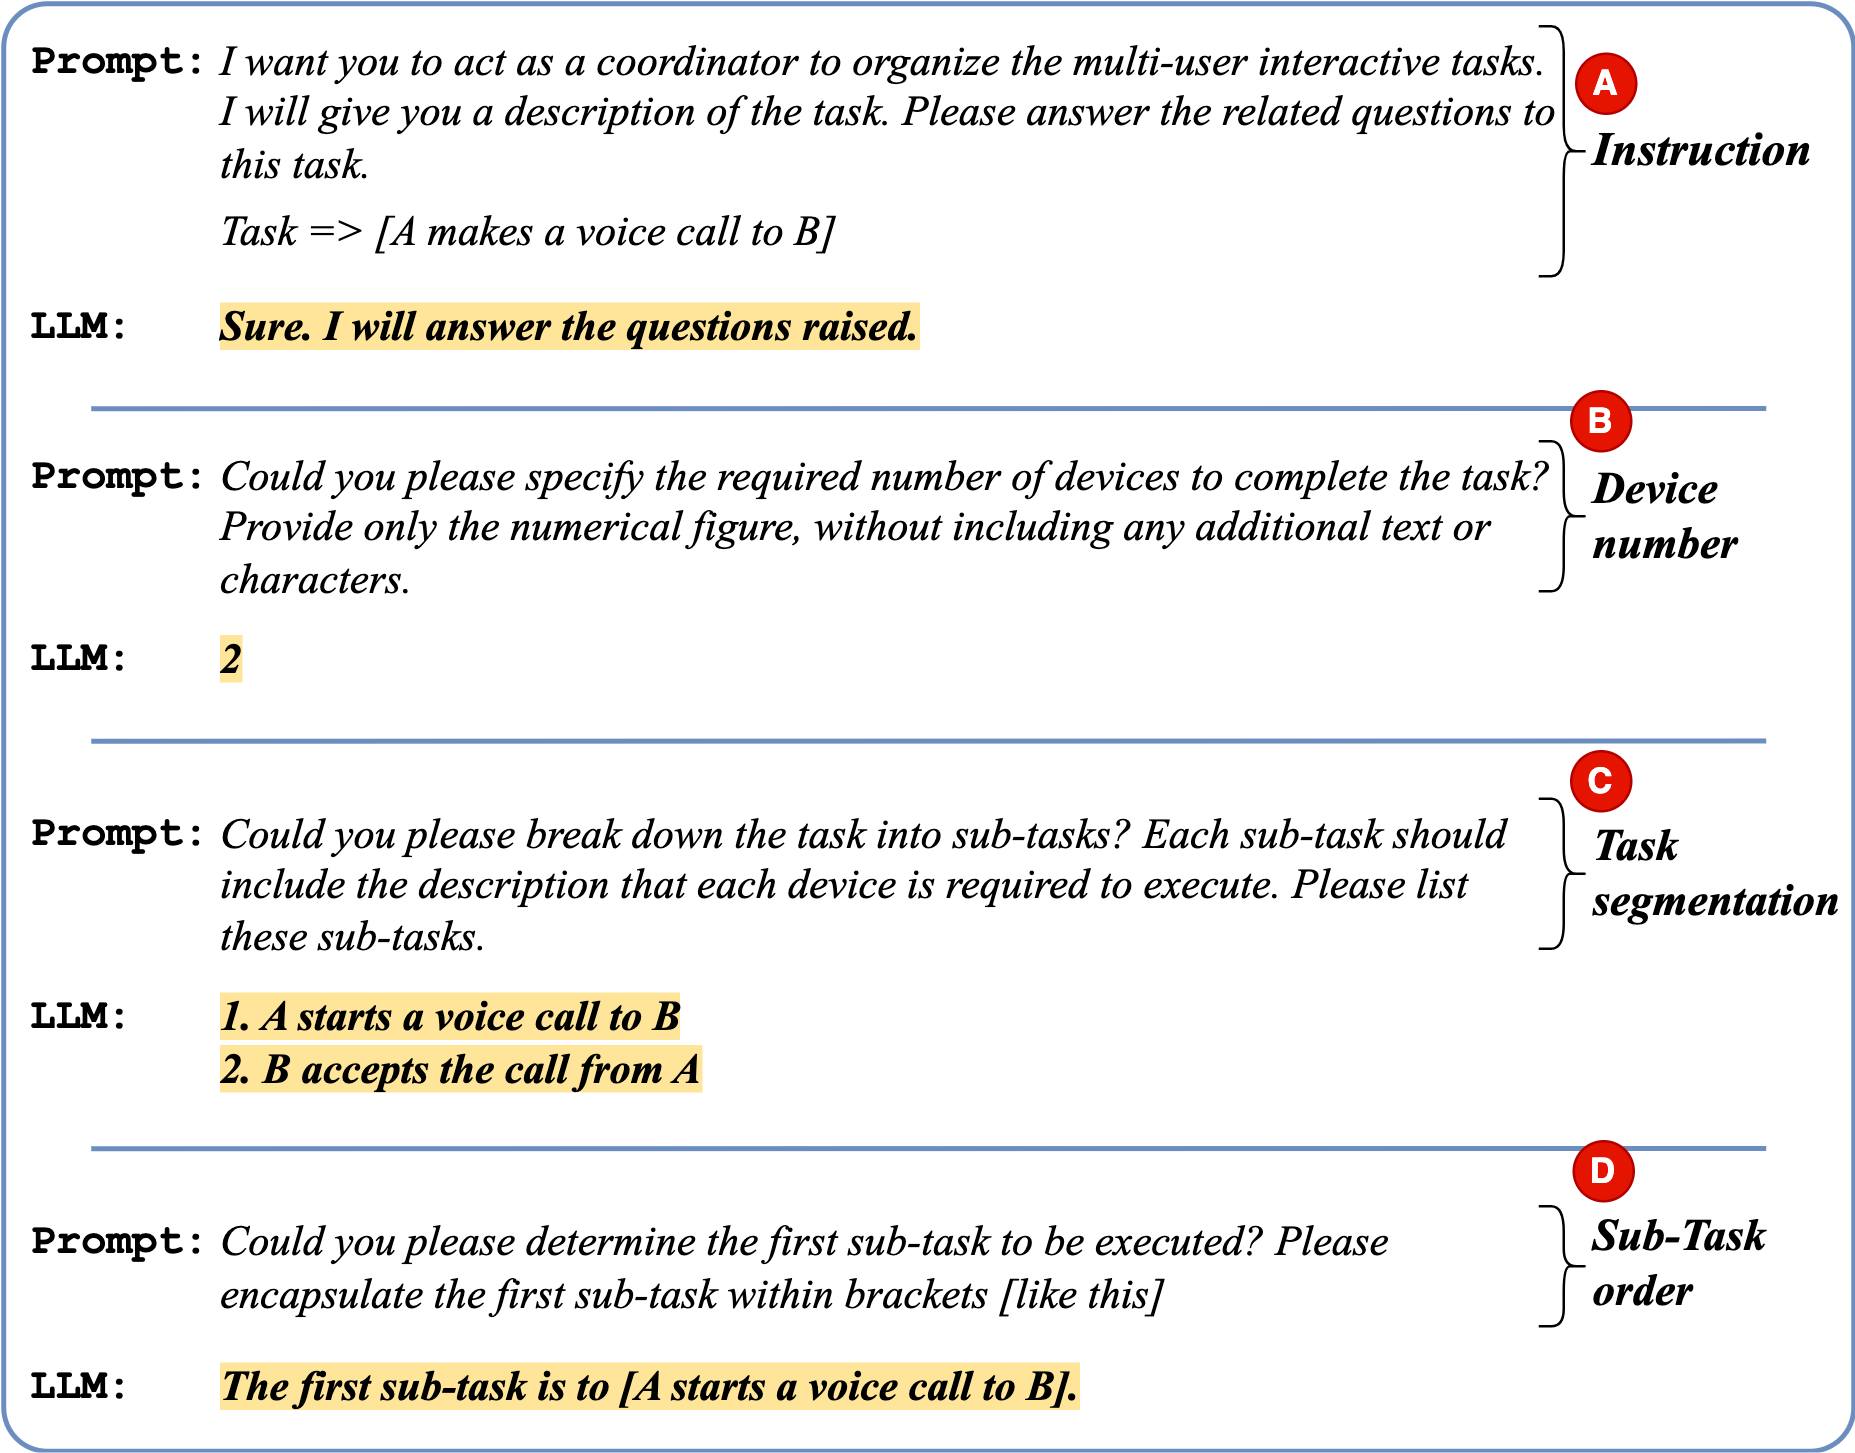 Prompt: I want you to act as a coordinator to organize the multi-user interactive tasks.
I will give you a description of the task. Please answer the related questions to
this task.
Task => [A makes a voice call to B]
A
Instruction
LLM: Sure. I will answer the questions raised.
B
Prompt: Could you please specify the required number of devices to complete the task?
Provide only the numerical figure, without including any additional text or
characters.
Device
number
LLM: 2
C
Prompt: Could you please break down the task into sub-tasks? Each sub-task should
include the description that each device is required to execute. Please list
these sub-tasks.
Task
segmentation
LLM: 1. A starts a voice call to B
2. B accepts the call from A
D
Prompt: Could you please determine the first sub-task to be executed? Please
encapsulate the first sub-task within brackets [like this]
Sub-Task
order
LLM: The first sub-task is to [A starts a voice call to B].